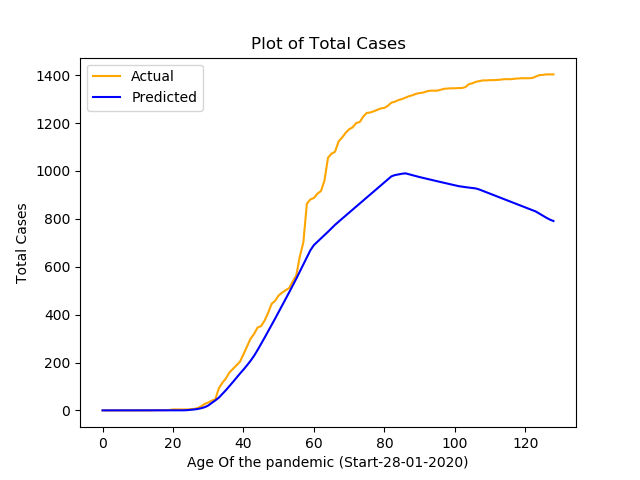 Plot of Total Cases
Actual
Predicted
1400
1200
1000
800
600
400
200
0
Total Cases
0 20 40 60 80 100 120
Age Of the pandemic (Start-28-01-2020)